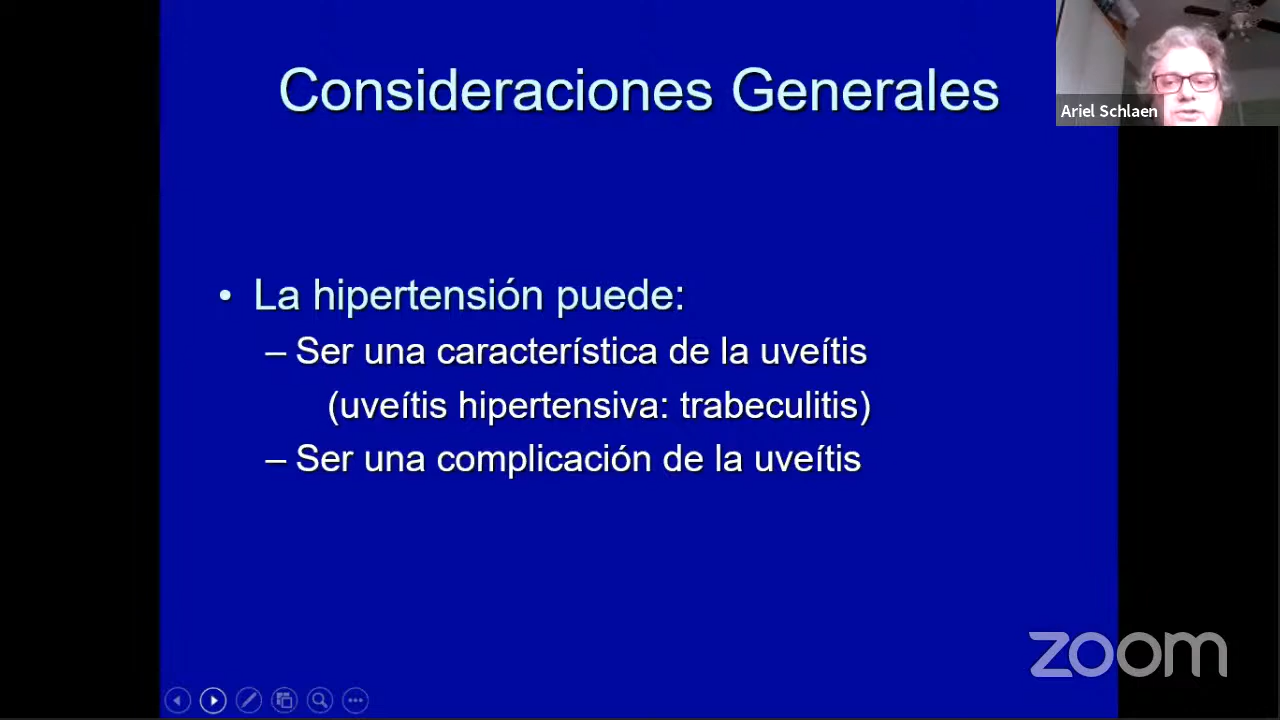 Consideraciones Generales
Ariel Schlaen
• La hipertensión puede:
– Ser una característica de la uveítis
(uveítis hipertensiva: trabeculitis)
– Ser una complicación de la uveítis
zoom